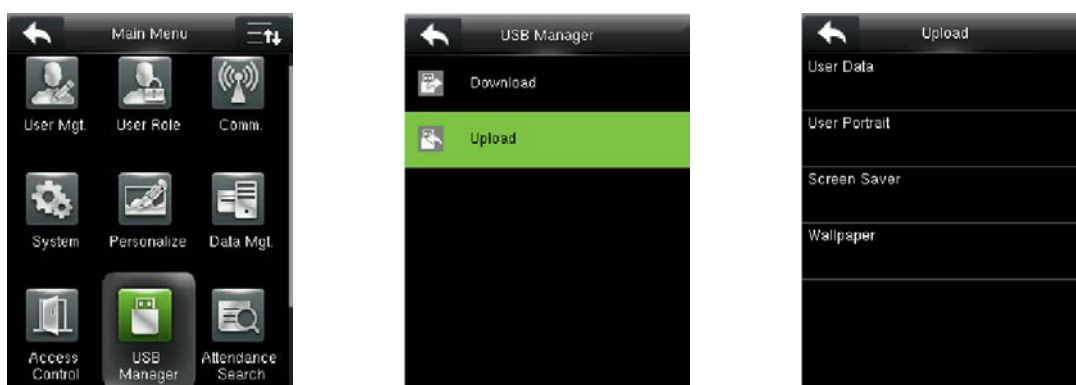 Main Menu
User Mgt.
User Role
Comm.
System
Personalize
Data Mgt.
Access
Control
USB
Manager
Attendance
Search
USB Manager
Download
Upload
Upload
User Data
User Portrait
Screen Saver
Wallpaper